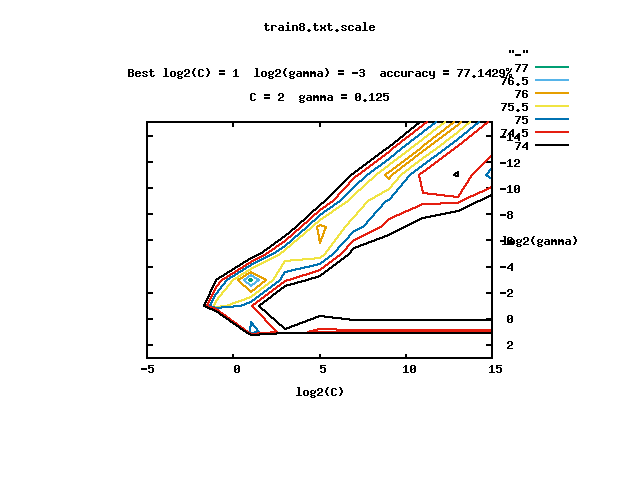 train8.txt.scale
"-"
Best log2(C) = 1  log2(gamma) = -3  accuracy = 77.1429%
77
76.5
76
C = 2  gamma = 0.125
75.5
75
74.5
74
-14
-12
-10
-8
-6
log2(gamma)
-4
-2
0
2
-5 0 5 10 15
log2(C)